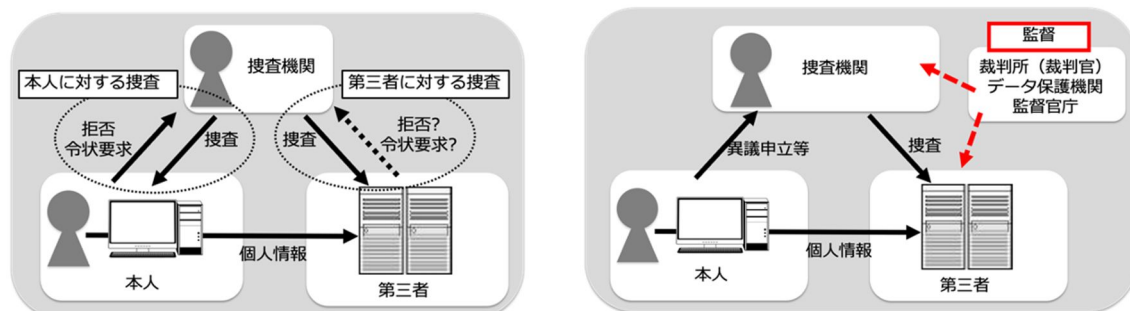 捜査機関
本人に対する捜査
第三者に対する捜査
拒否
令状要求
捜査
捜査
拒否?
令状要求?
個人情報
本人
第三者
監督
捜査機関
裁判所（裁判官）
データ保護機関
監督官庁
異議申立等
捜査
個人情報
本人
第三者